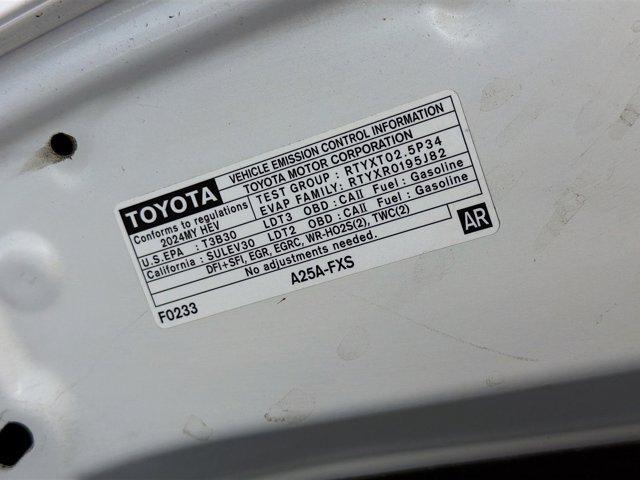 TOYOTA
VEHICLE EMISSION CONTROL INFORMATION
TOYOTA MOTOR CORPORATION
Conforms to regulations
2024MY HEV
TEST GROUP : RTYXT02.5P34
EVAP FAMILY: RTYXR0195J82
U.S.EPA : T3B30 LDT3 OBD : CAII Fuel : Gasoline
California : SULEV30 LDT2 OBD : CAII Fuel : Gasoline
DFI+SFI, EGR, EGRC, WR-HO2S(2), TWC(2)
No adjustments needed.
AR
F0233
A25A-FXS